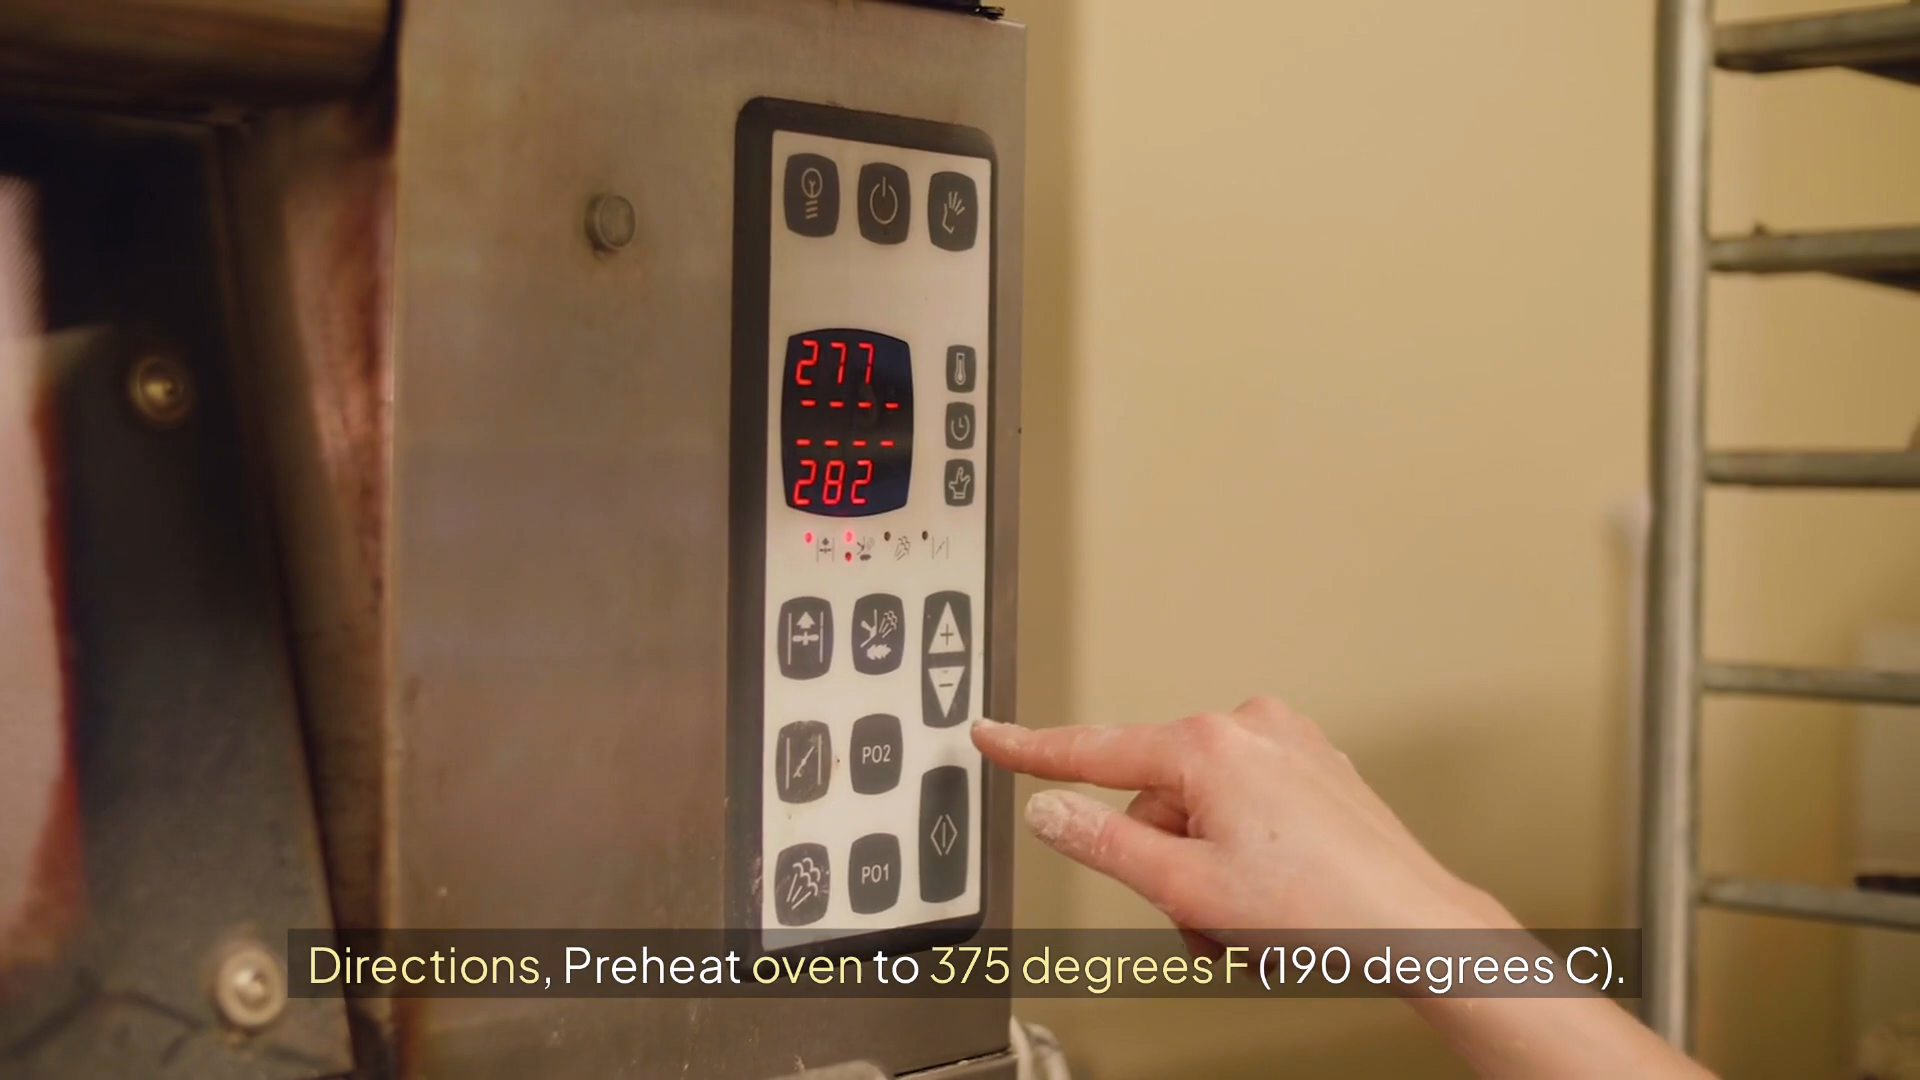 277
----
----
282
+
-
PO2
PO1
Directions, Preheat oven to 375 degrees F (190 degrees C).